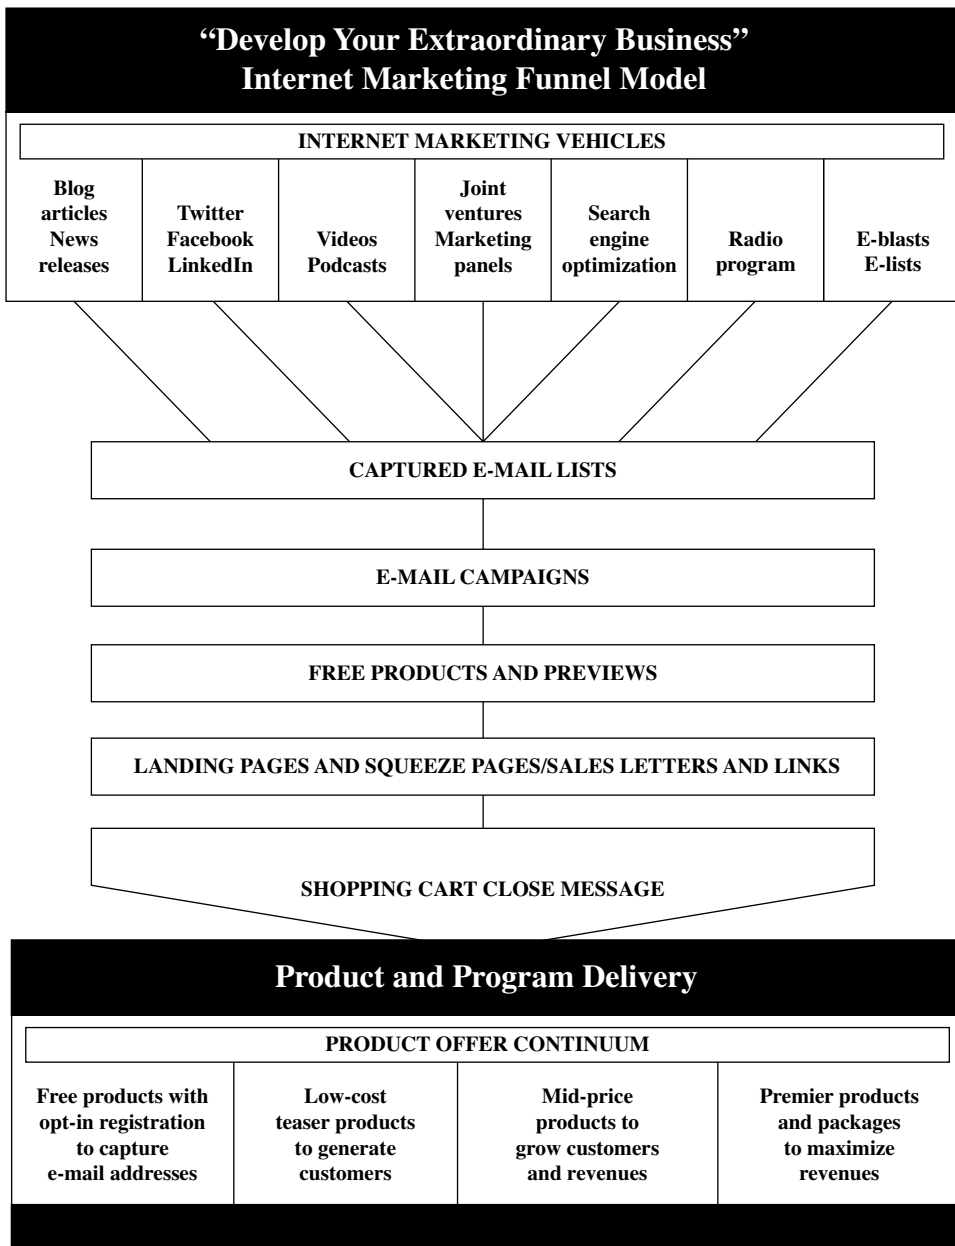 “Develop Your Extraordinary Business”
Internet Marketing Funnel Model
INTERNET MARKETING VEHICLES
Blog
articles
News
releases
Twitter
Facebook
LinkedIn
Videos
Podcasts
Joint
ventures
Marketing
panels
Search
engine
optimization
Radio
program
E-blasts
E-lists
CAPTURED E-MAIL LISTS
E-MAIL CAMPAIGNS
FREE PRODUCTS AND PREVIEWS
LANDING PAGES AND SQUEEZE PAGES/SALES LETTERS AND LINKS
SHOPPING CART CLOSE MESSAGE
Product and Program Delivery
PRODUCT OFFER CONTINUUM
Free products with
opt-in registration
to capture
e-mail addresses
Low-cost
teaser products
to generate
customers
Mid-price
products to
grow customers
and revenues
Premier products
and packages
to maximize
revenues